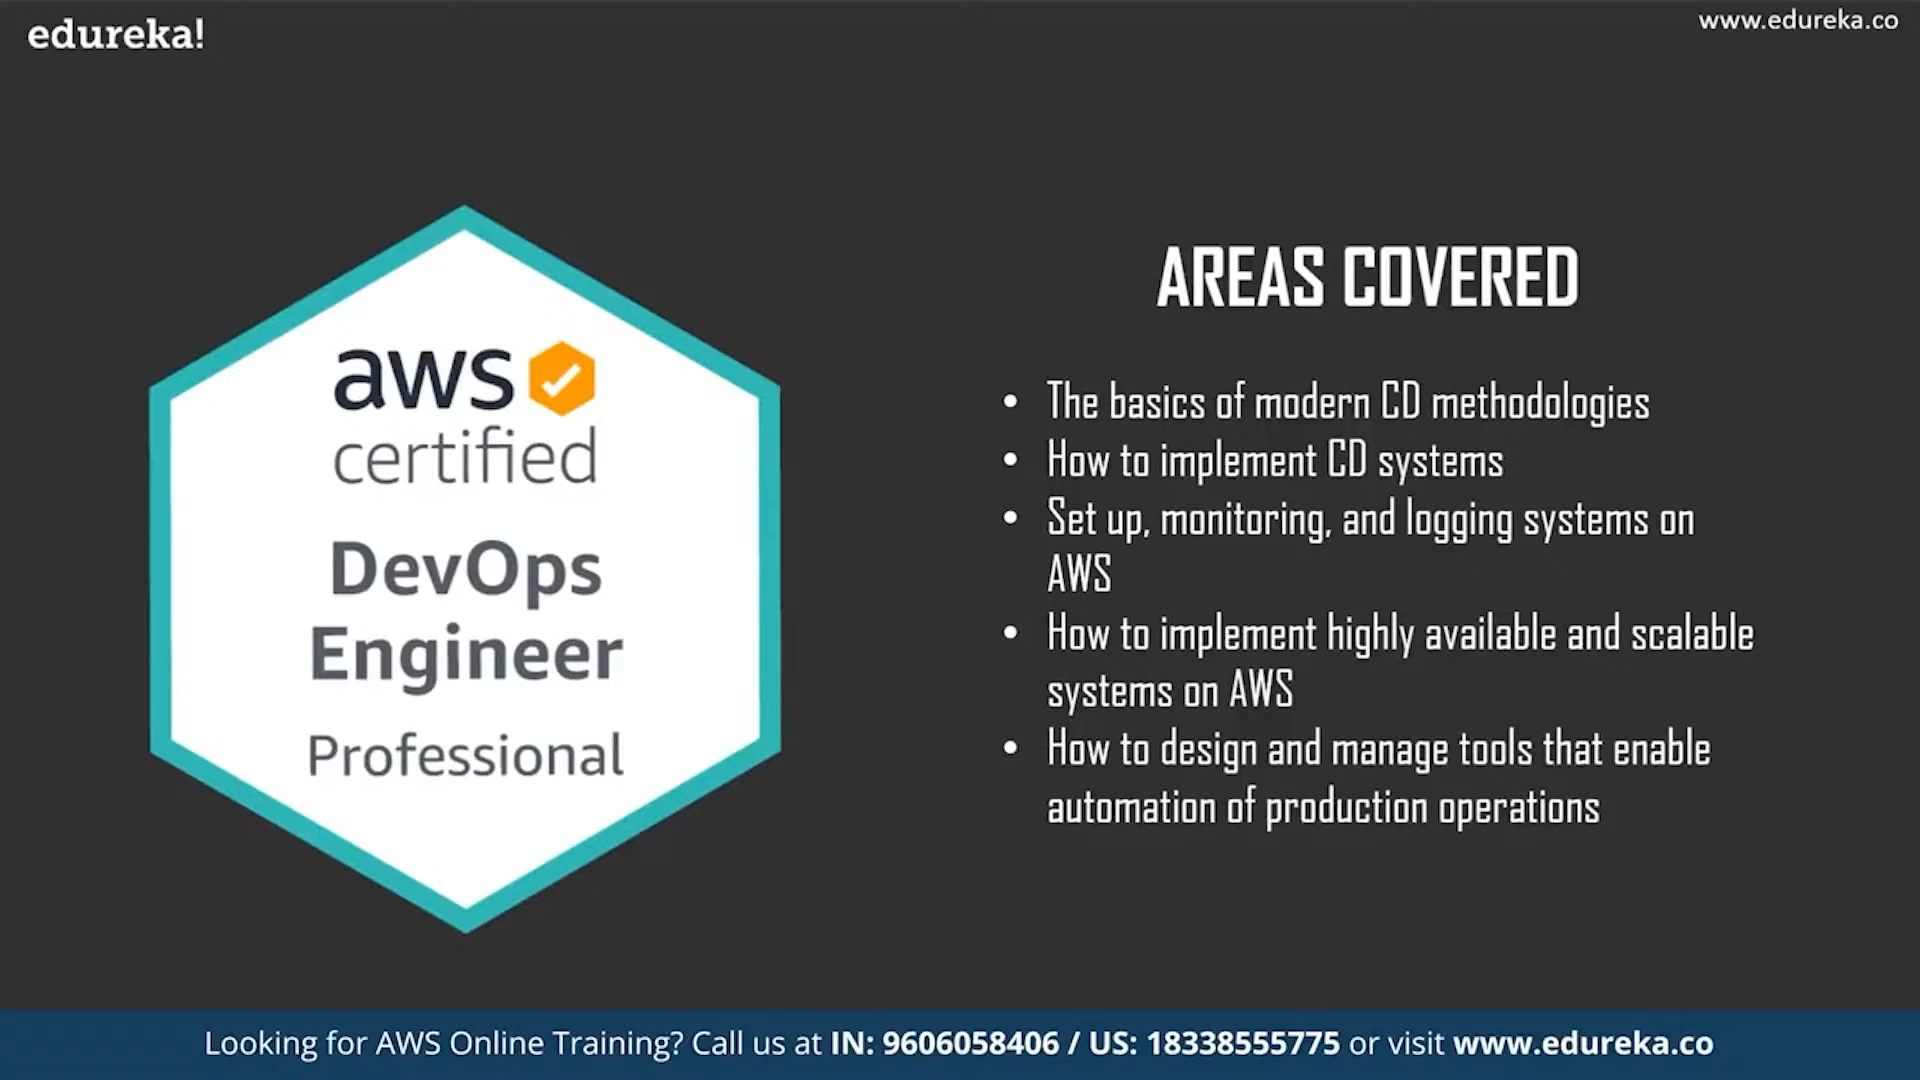 edureka!
www.edureka.co
aws
certified
DevOps
Engineer
Professional
AREAS COVERED
• The basics of modern CD methodologies
• How to implement CD systems
• Set up, monitoring, and logging systems on
AWS
• How to implement highly available and scalable
systems on AWS
• How to design and manage tools that enable
automation of production operations
Looking for AWS Online Training? Call us at IN: 9606058406 / US: 18338555775 or visit www.edureka.co